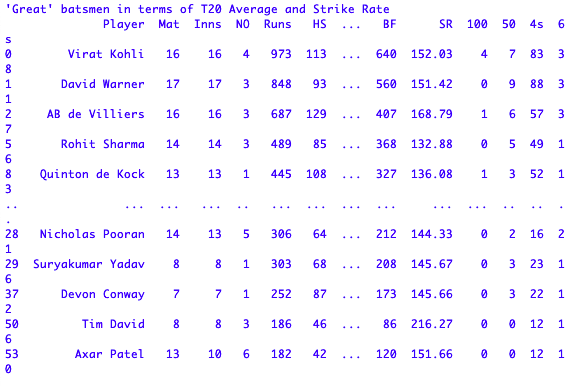 'Great' batsmen in terms of T20 Average and Strike Rate
Player Mat Inns NO Runs HS ... BF SR 100 50 4s 6
s
0 Virat Kohli 16 16 4 973 113 ... 640 152.03 4 7 83 3
8
1 David Warner 17 17 3 848 93 ... 560 151.42 0 9 88 3
1
2 AB de Villiers 16 16 3 687 129 ... 407 168.79 1 6 57 3
7
5 Rohit Sharma 14 14 3 489 85 ... 368 132.88 0 5 49 1
6
8 Quinton de Kock 13 13 1 445 108 ... 327 136.08 1 3 52 1
3
.. ... ... ... .. ... ... ... ... ... ... .. .. .
.
28 Nicholas Pooran 14 13 5 306 64 ... 212 144.33 0 2 16 2
1
29 Suryakumar Yadav 8 8 1 303 68 ... 208 145.67 0 3 23 1
6
37 Devon Conway 7 7 1 252 87 ... 173 145.66 0 3 22 1
2
50 Tim David 8 8 3 186 46 ... 86 216.27 0 0 12 1
6
53 Axar Patel 13 10 6 182 42 ... 120 151.66 0 0 12 1
0